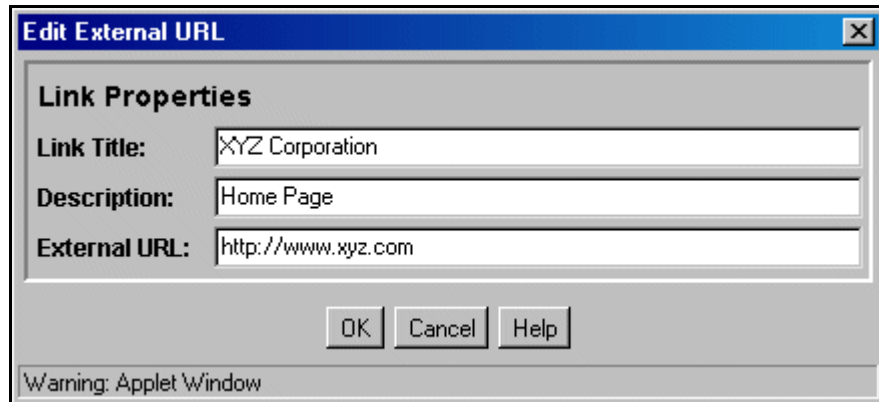 Edit External URL
Link Properties
Link Title: XYZ Corporation
Description: Home Page
External URL: http://www.xyz.com
OK Cancel Help
Warning: Applet Window